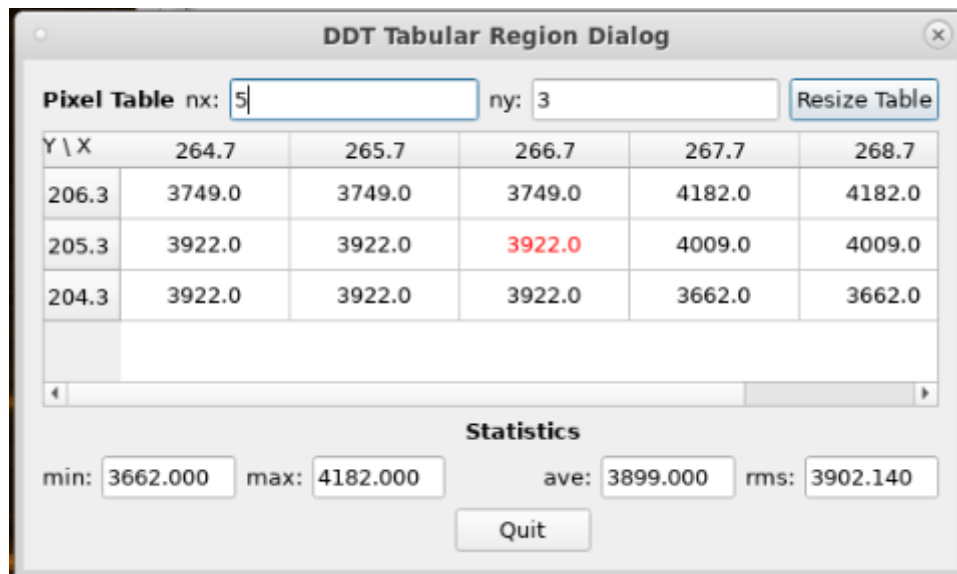 DDT Tabular Region Dialog
Pixel Table nx: 5 ny: 3 Resize Table
Y \ X 264.7 265.7 266.7 267.7 268.7
206.3 3749.0 3749.0 3749.0 4182.0 4182.0
205.3 3922.0 3922.0 3922.0 4009.0 4009.0
204.3 3922.0 3922.0 3922.0 3662.0 3662.0
Statistics
min: 3662.000 max: 4182.000 ave: 3899.000 rms: 3902.140
Quit